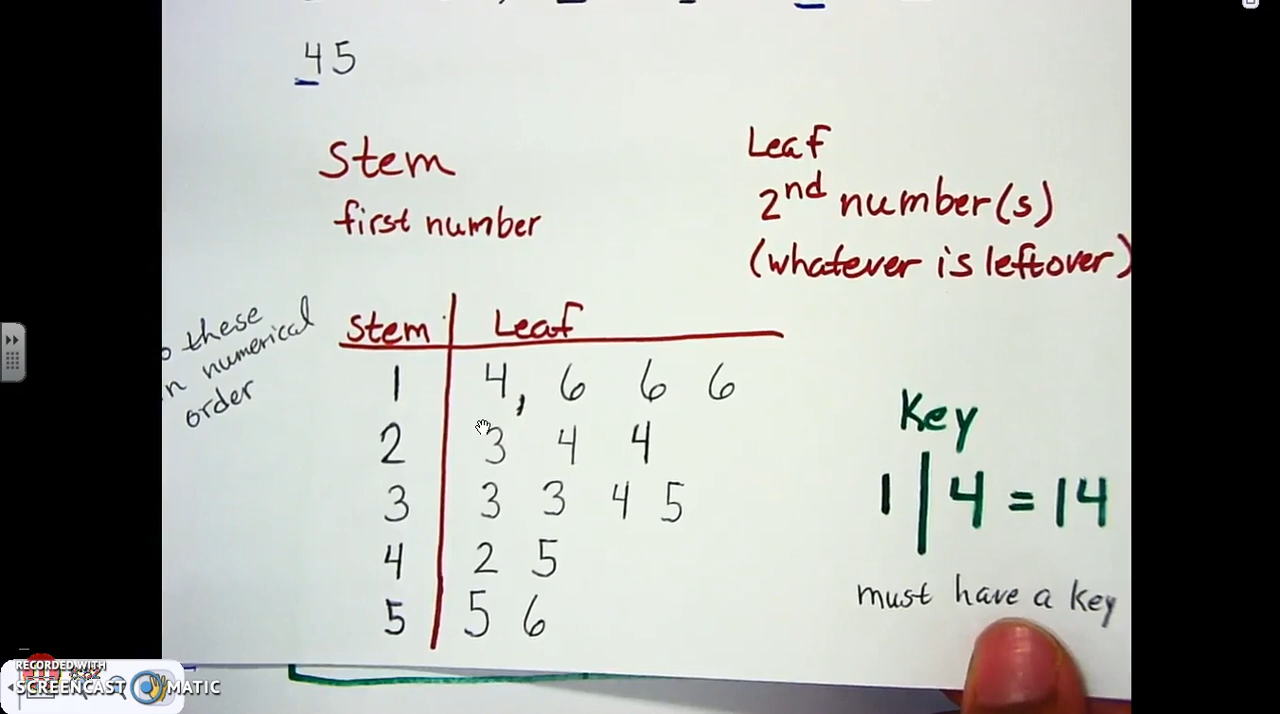 45
Stem
first number
Leaf
2nd number(s)
(whatever is leftover)
these
numerical
order
Stem Leaf
1 4, 6 6 6
2 3 4 4
3 3 3 4 5
4 2 5
5 5 6
Key
1 | 4 = 14
must have a key
RECORDED WITH
SCREENCAST MATIC